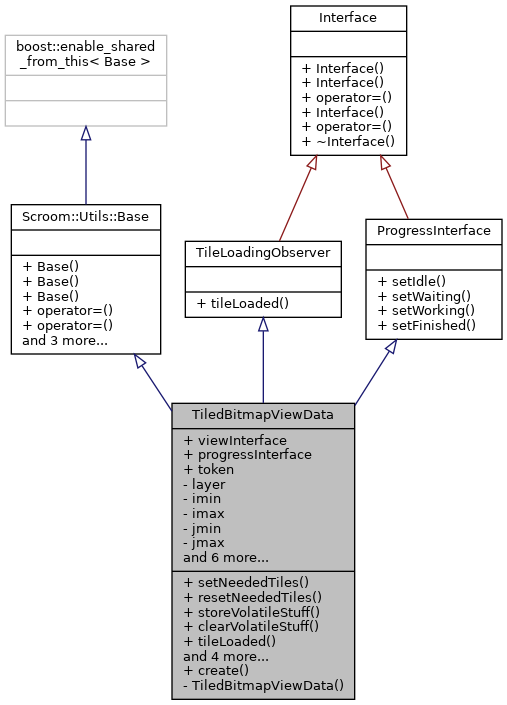 boost::enable_shared
_from_this< Base >
Interface
+ Interface()
+ Interface()
+ operator=()
+ Interface()
+ operator=()
+ ~Interface()
Scroom::Utils::Base
+ Base()
+ Base()
+ Base()
+ operator=()
+ operator=()
and 3 more...
TileLoadingObserver
+ tileLoaded()
ProgressInterface
+ setIdle()
+ setWaiting()
+ setWorking()
+ setFinished()
TiledBitmapViewData
+ viewInterface
+ progressInterface
+ token
- layer
- imin
- imax
- jmin
- jmax
and 6 more...
+ setNeededTiles()
+ resetNeededTiles()
+ storeVolatileStuff()
+ clearVolatileStuff()
+ tileLoaded()
and 4 more...
+ create()
- TiledBitmapViewData()